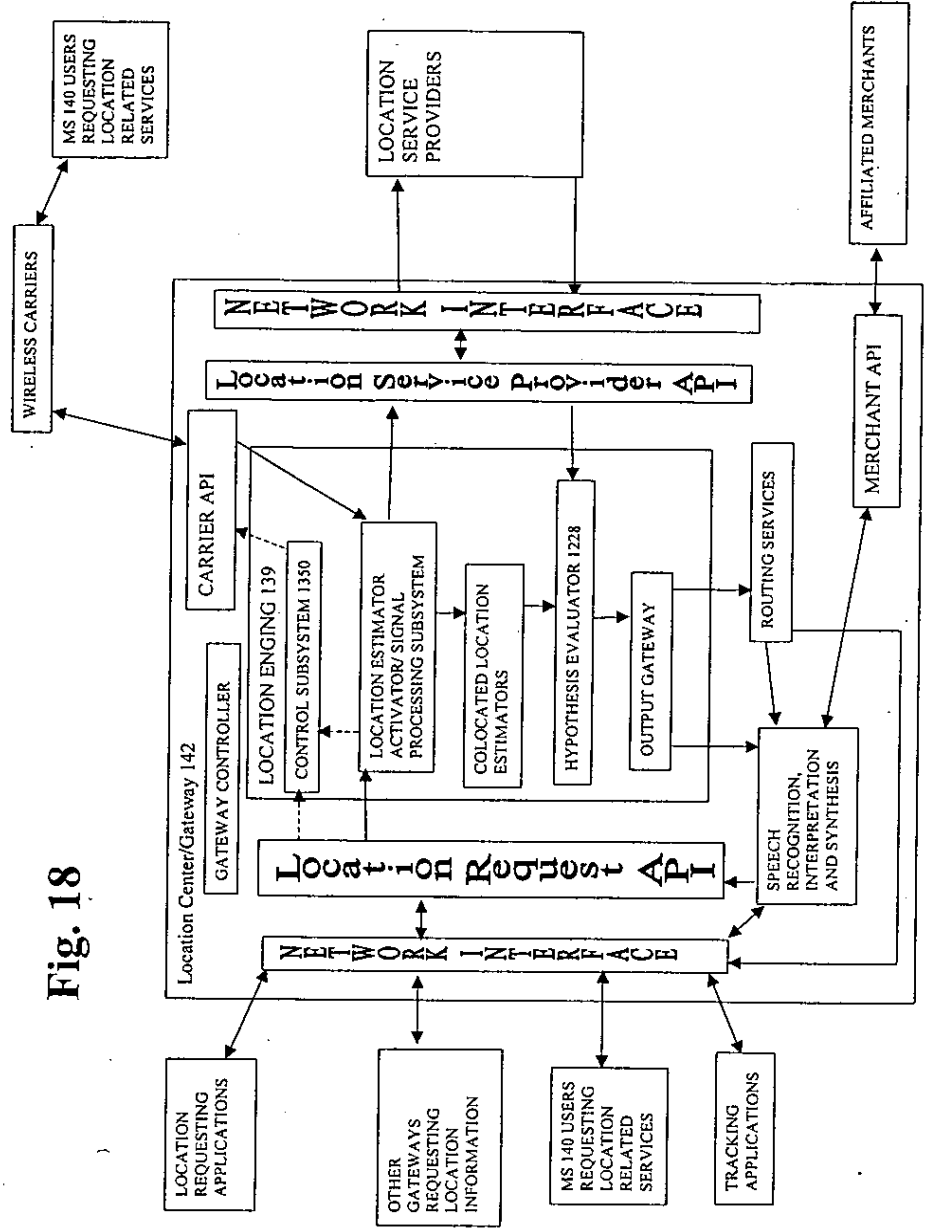 Fig. 18
Location Center/Gateway 142
GATEWAY CONTROLLER
WIRELESS CARRIERS
MS 140 USERS
REQUESTING
LOCATION
RELATED
SERVICES
CARRIER API
LOCATION
REQUESTING
APPLICATIONS
OTHER
GATEWAYS
REQUESTING
LOCATION
INFORMATION
MS 140 USERS
REQUESTING
LOCATION
RELATED
SERVICES
TRACKING
APPLICATIONS
NETWORK INTERFACE
Location Request API
LOCATION ENGING 139
CONTROL SUBSYSTEM 1350
LOCATION ESTIMATOR
ACTIVATOR/ SIGNAL
PROCESSING SUBSYSTEM
COLOCATED LOCATION
ESTIMATORS
HYPOTHESIS EVALUATOR 1228
OUTPUT GATEWAY
Location Service Provider API
NETWORK INTERFACE
LOCATION
SERVICE
PROVIDERS
ROUTING SERVICES
SPEECH
RECOGNITION,
INTERPRETATION
AND SYNTHESIS
MERCHANT API
AFFILIATED MERCHANTS